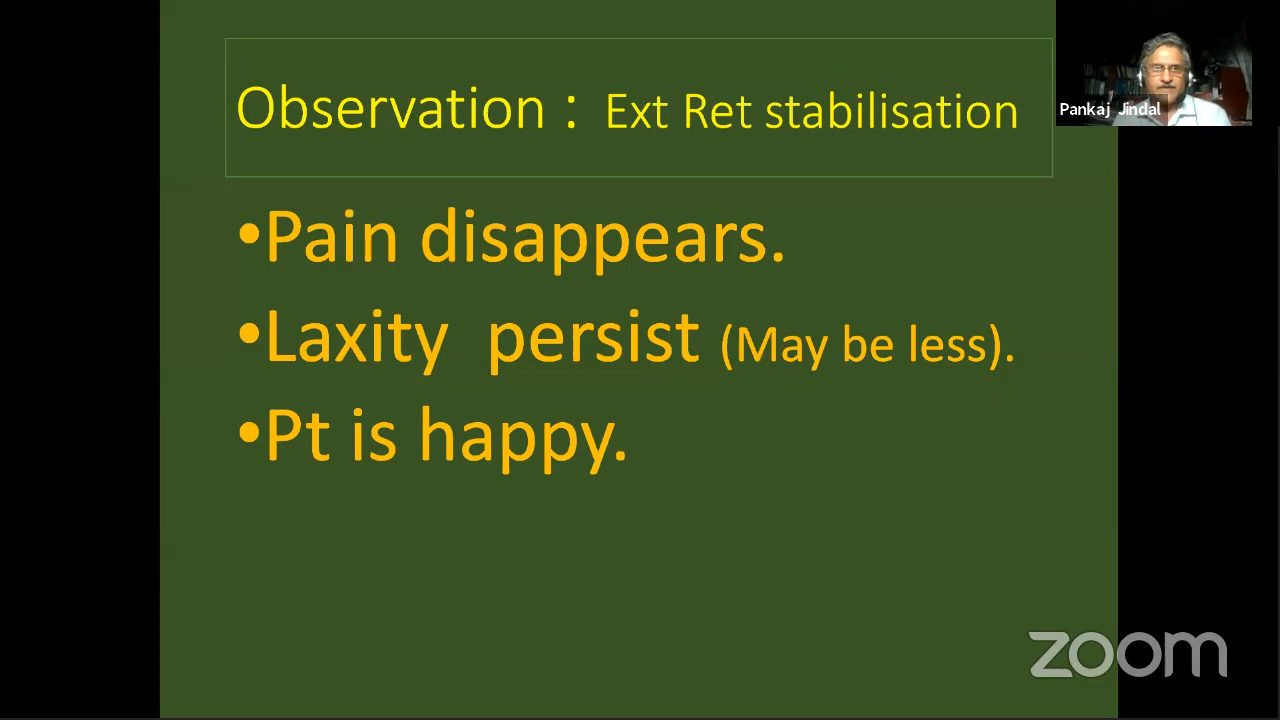 Observation : Ext Ret stabilisation
Pankaj Jindal
•Pain disappears.
•Laxity persist (May be less).
•Pt is happy.
zoom